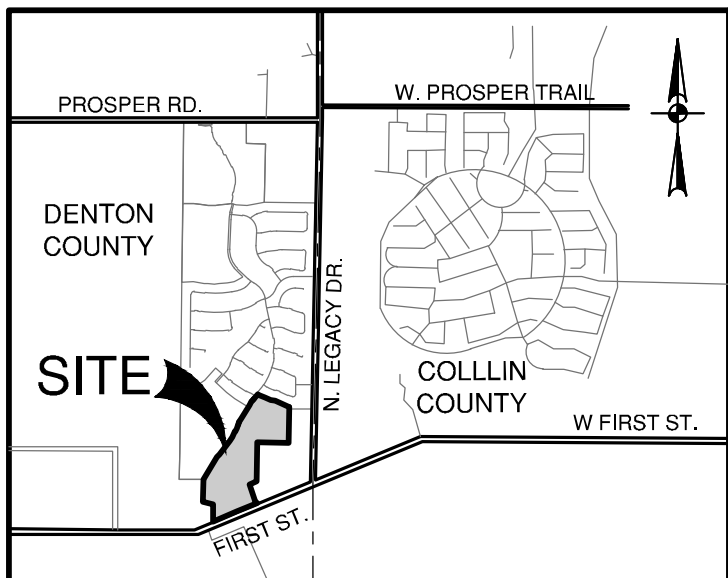 PROSPER RD.
W. PROSPER TRAIL
DENTON
COUNTY
N. LEGACY DR.
SITE
COLLLIN
COUNTY
W FIRST ST.
FIRST ST.